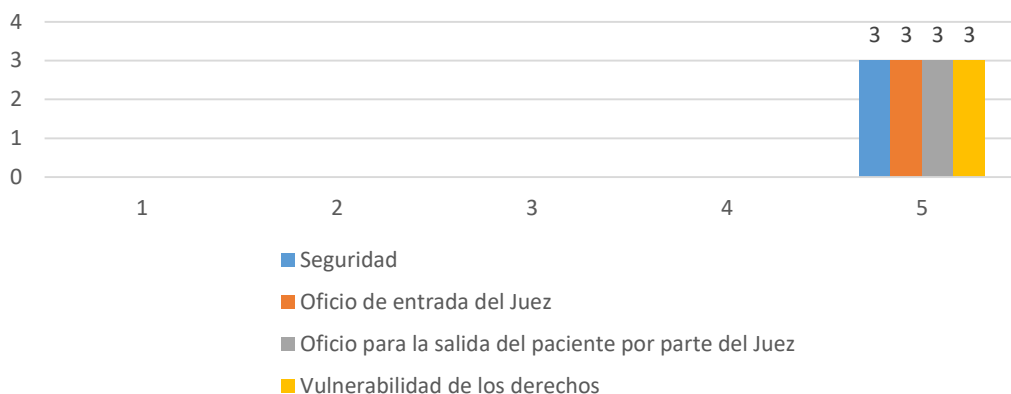 4
3 3 3 3
3
2
1
0
1 2 3 4 5
Seguridad
Oficio de entrada del Juez
Oficio para la salida del paciente por parte del Juez
Vulnerabilidad de los derechos